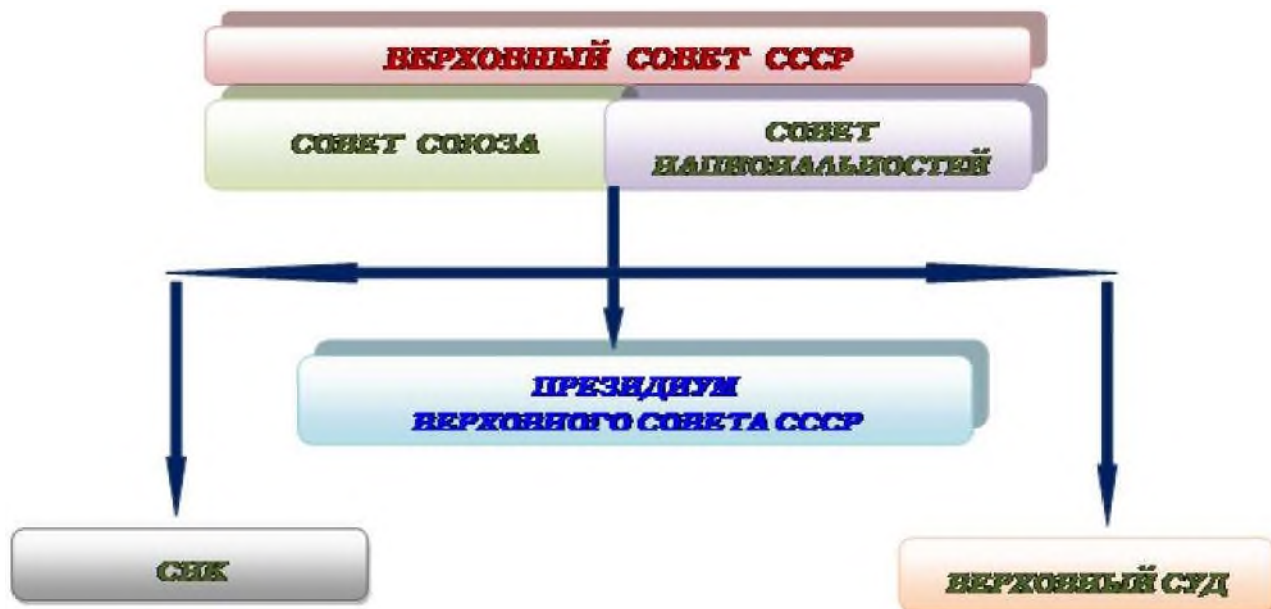 ВЕРХОВНЫЙ СОВЕТ СССР
СОВЕТ СОЮЗА
СОВЕТ
НАЦИОНАЛЬНОСТЕЙ
ПРЕЗИДИУМ
ВЕРХОВНОГО СОВЕТА СССР
СНК
ВЕРХОВНЫЙ СУД